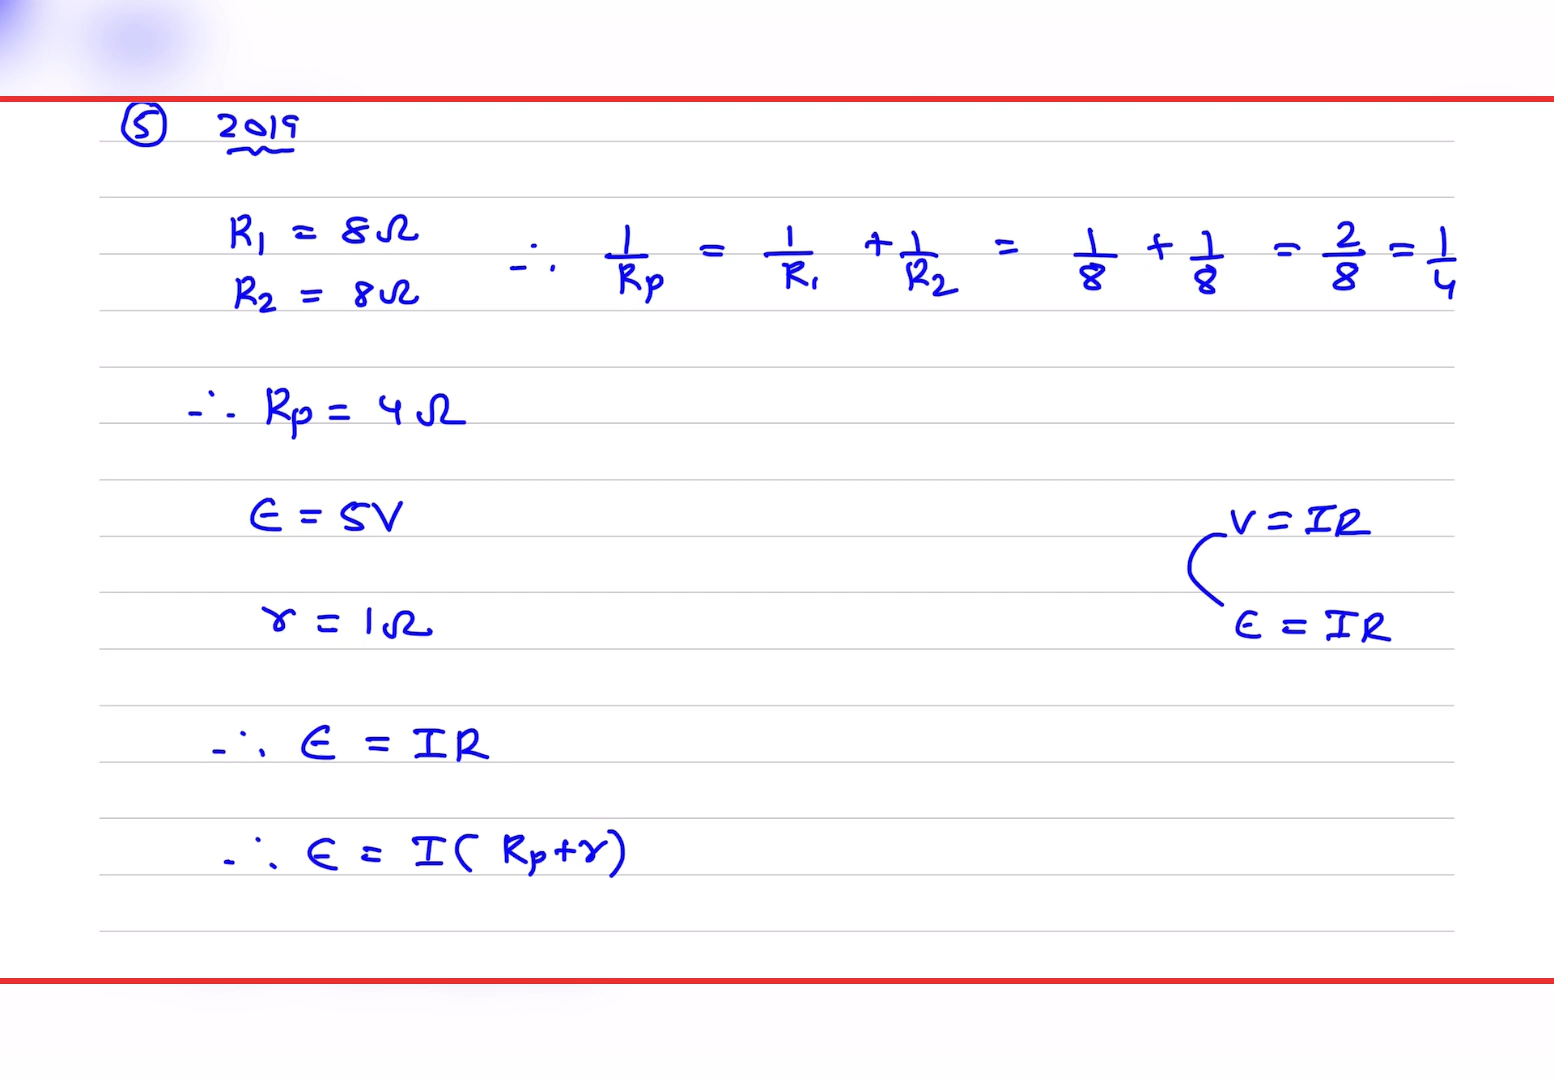 ⑤ 2019
R₁ = 8Ω ∴ 1/Rₚ = 1/R₁ + 1/R₂ = 1/8 + 1/8 = 2/8 = 1/4
R₂ = 8Ω
∴ Rₚ = 4Ω
ε = 5V
V = IR
r = 1Ω
ε = IR
∴ ε = IR
∴ ε = I( Rₚ+r)